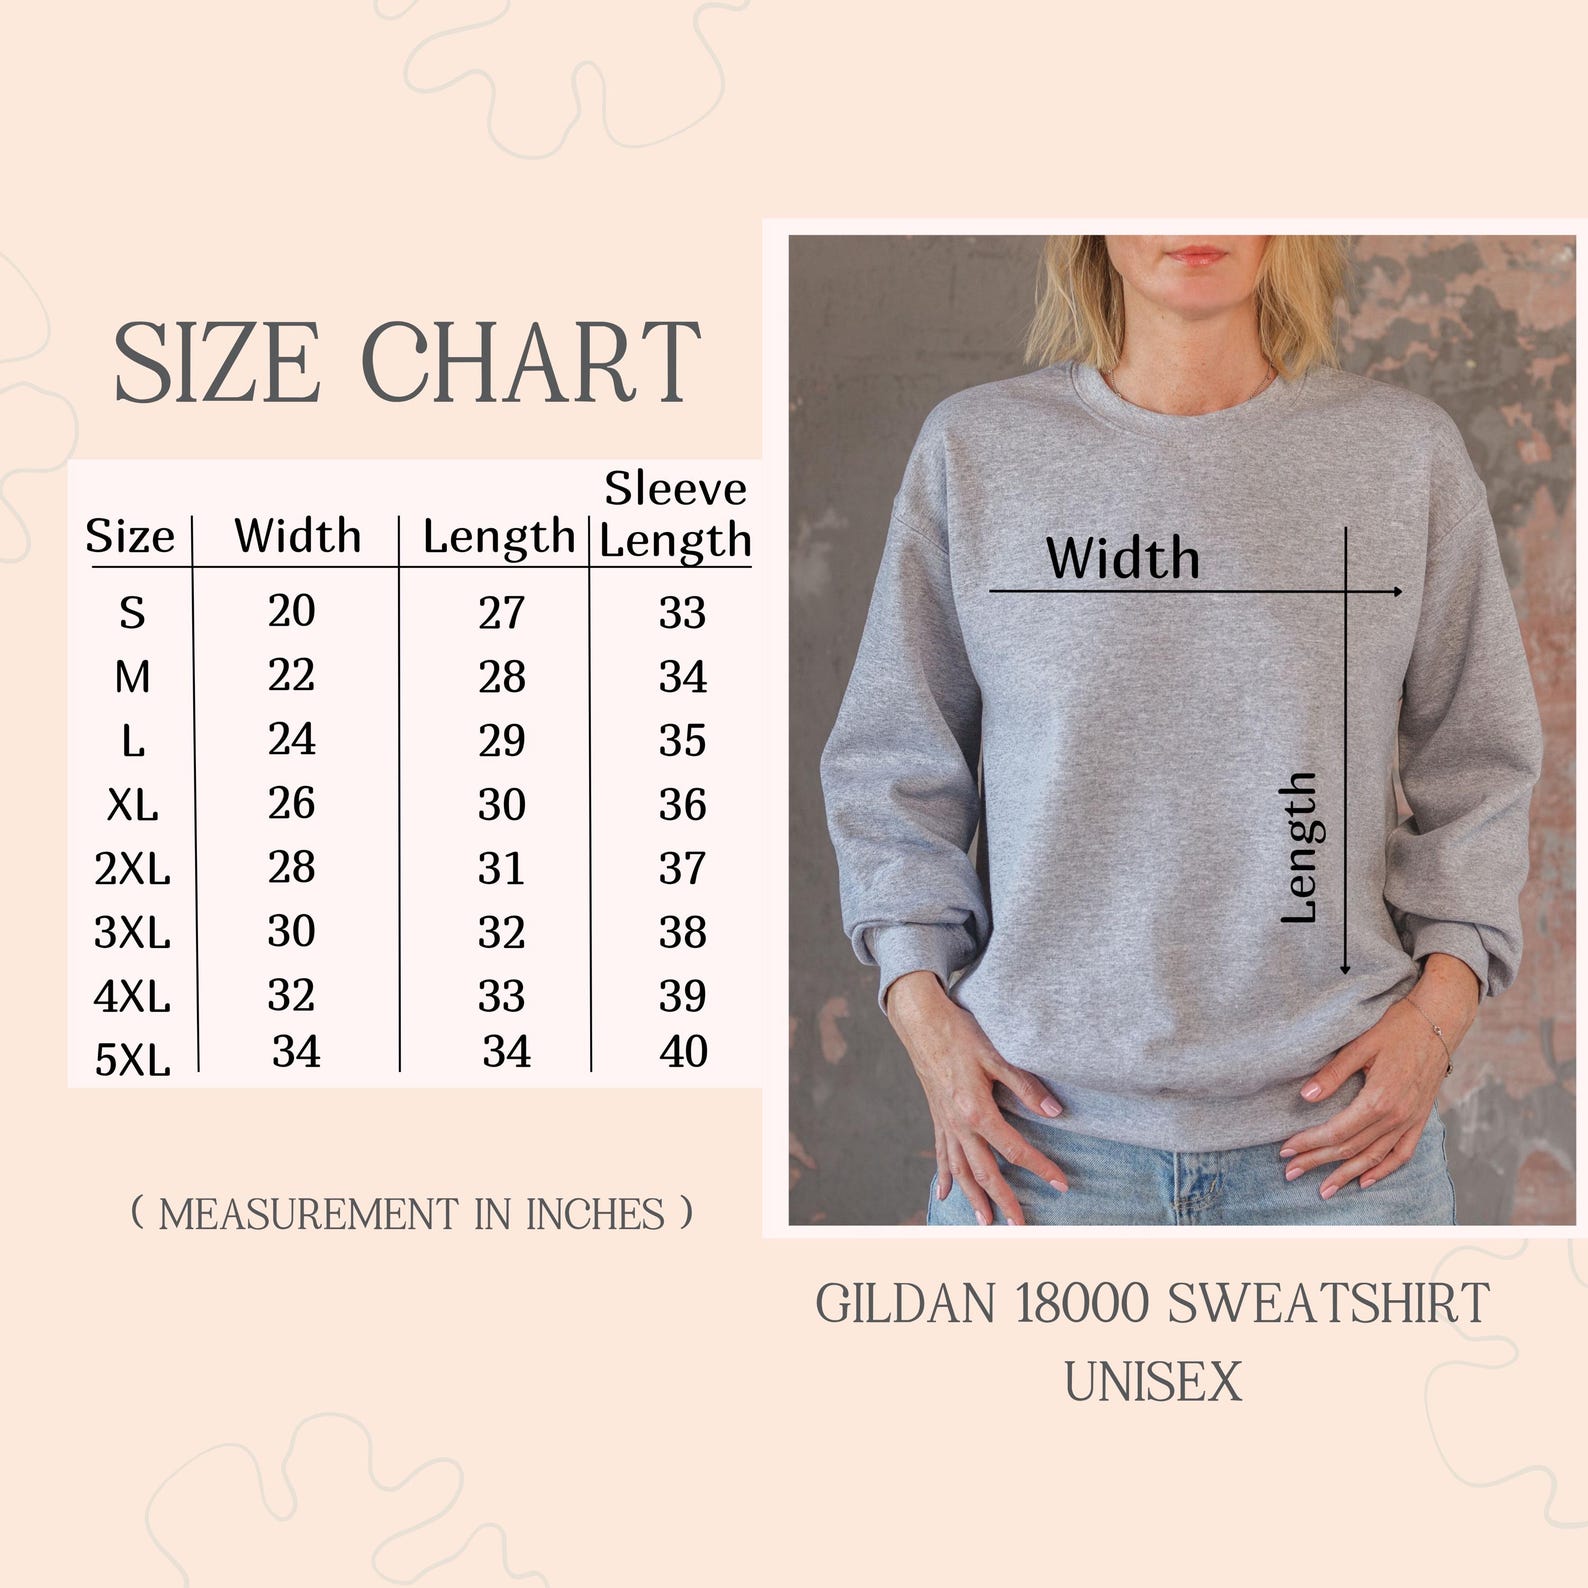 SIZE CHART
Size Width Length Sleeve Length
S 20 27 33
M 22 28 34
L 24 29 35
XL 26 30 36
2XL 28 31 37
3XL 30 32 38
4XL 32 33 39
5XL 34 34 40
( MEASUREMENT IN INCHES )
Width
Length
GILDAN 18000 SWEATSHIRT
UNISEX